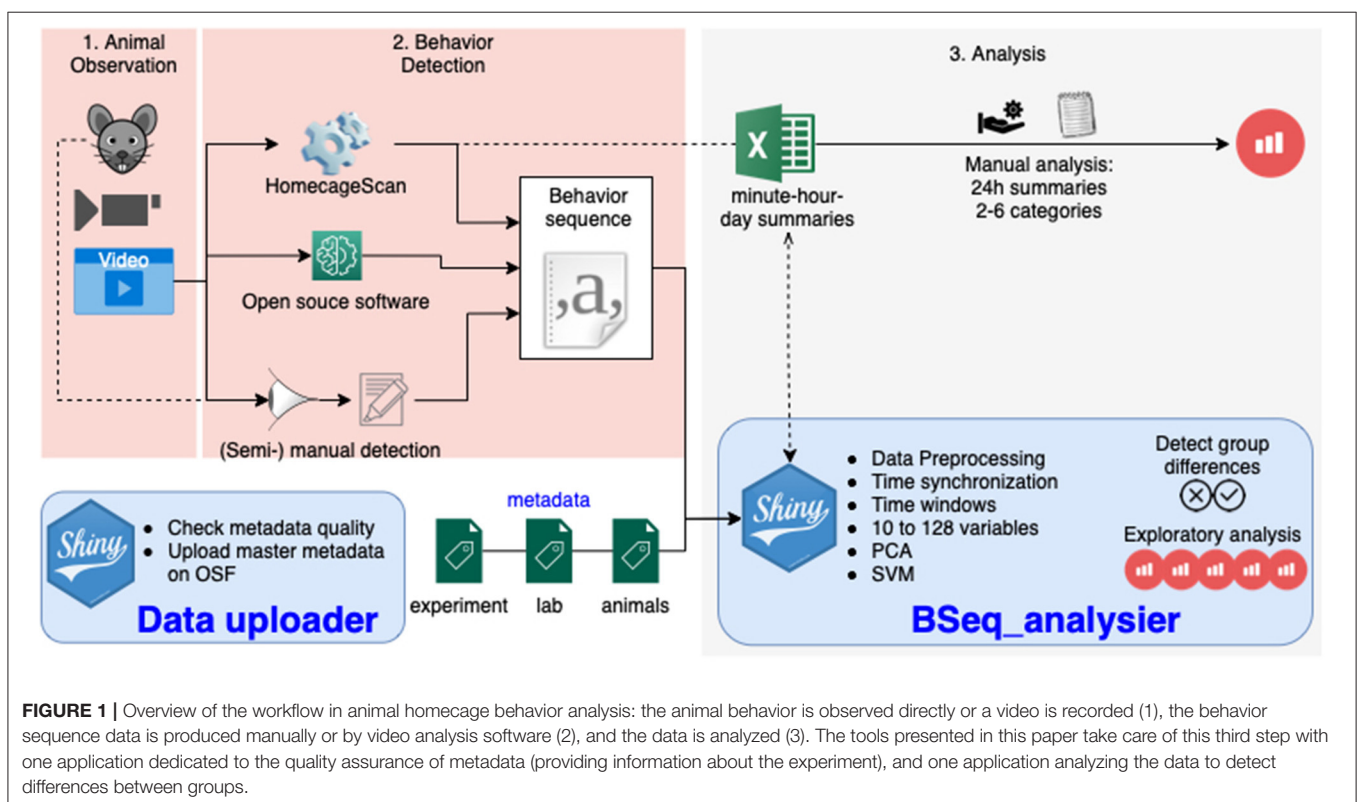 1. Animal
Observation
2. Behavior
Detection
3. Analysis
Video
HomecageScan
Open souce software
(Semi-) manual detection
Behavior
sequence
,a,
X
minute-hour-
day summaries
Manual analysis:
24h summaries
2-6 categories
Shiny
● Check metadata quality
● Upload master metadata
on OSF
Data uploader
metadata
experiment
lab
animals
Shiny
● Data Preprocessing
● Time synchronization
● Time windows
● 10 to 128 variables
● PCA
● SVM
Detect group
differences
Exploratory analysis
BSeq_analysier
FIGURE 1 | Overview of the workflow in animal homecage behavior analysis: the animal behavior is observed directly or a video is recorded (1), the behavior
sequence data is produced manually or by video analysis software (2), and the data is analyzed (3). The tools presented in this paper take care of this third step with
one application dedicated to the quality assurance of metadata (providing information about the experiment), and one application analyzing the data to detect
differences between groups.